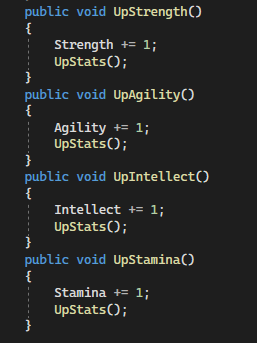 public void UpStrength()
{
    Strength += 1;
    UpStats();
}
public void UpAgility()
{
    Agility += 1;
    UpStats();
}
public void UpIntellect()
{
    Intellect += 1;
    UpStats();
}
public void UpStamina()
{
    Stamina += 1;
    UpStats();
}